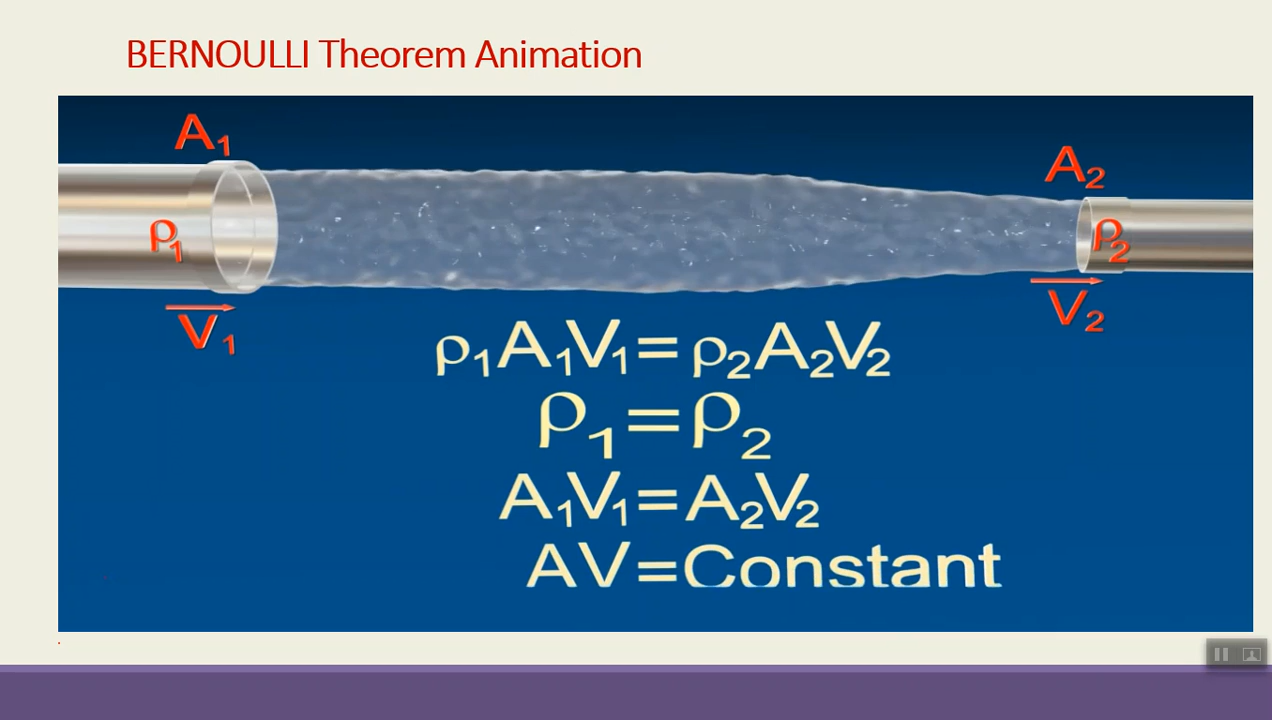 BERNOULLI Theorem Animation
A₁
A₂
ρ₁
ρ₂
V₁
V₂
ρ₁A₁V₁=ρ₂A₂V₂
ρ₁=ρ₂
A₁V₁=A₂V₂
AV=Constant